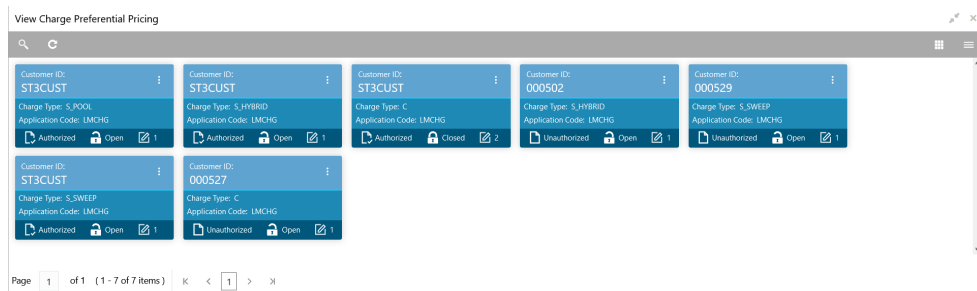 View Charge Preferential Pricing
Customer ID:
ST3CUST
Charge Type: S_POOL
Application Code: LMCHG
Authorized Open 1
Customer ID:
ST3CUST
Charge Type: S_HYBRID
Application Code: LMCHG
Authorized Open 1
Customer ID:
ST3CUST
Charge Type: C
Application Code: LMCHG
Authorized Closed 2
Customer ID:
000502
Charge Type: S_HYBRID
Application Code: LMCHG
Unauthorized Open 1
Customer ID:
000529
Charge Type: S_SWEEP
Application Code: LMCHG
Unauthorized Open 1
Customer ID:
ST3CUST
Charge Type: S_SWEEP
Application Code: LMCHG
Authorized Open 1
Customer ID:
000527
Charge Type: C
Application Code: LMCHG
Unauthorized Open 1
Page 1 of 1 ( 1 - 7 of 7 items ) 1